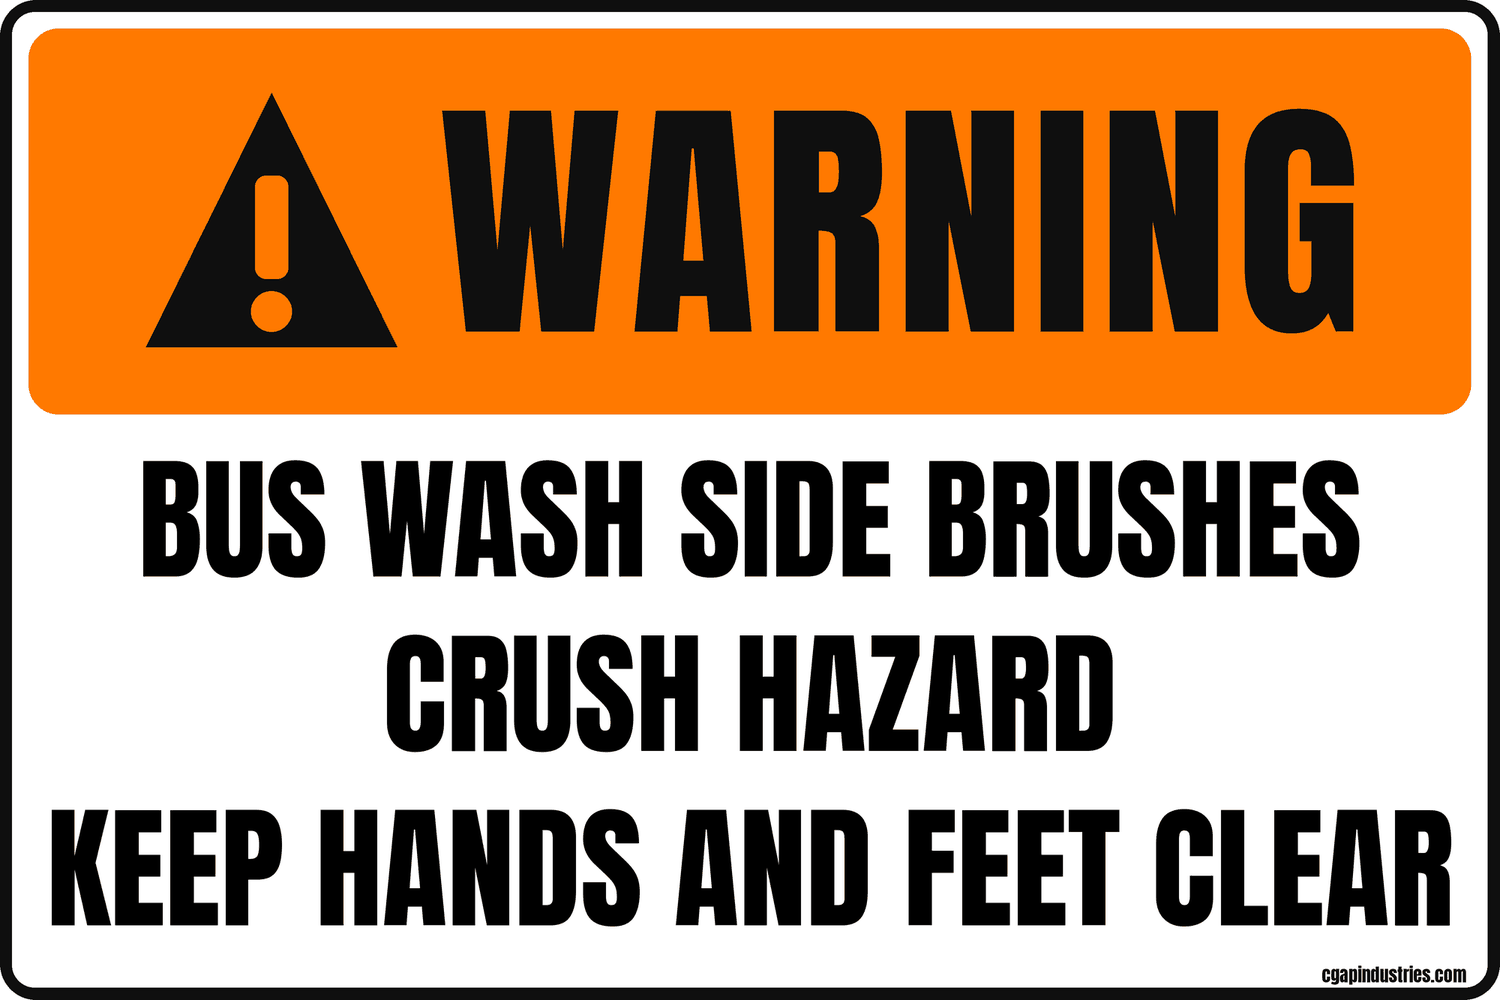 WARNING
BUS WASH SIDE BRUSHES
CRUSH HAZARD
KEEP HANDS AND FEET CLEAR
cgapindustries.com